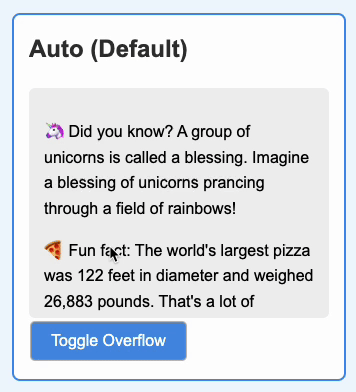 Auto (Default)
🦄 Did you know? A group of
unicorns is called a blessing. Imagine
a blessing of unicorns prancing
through a field of rainbows!
🍕 Fun fact: The world's largest pizza
was 122 feet in diameter and weighed
26,883 pounds. That's a lot of
Toggle Overflow